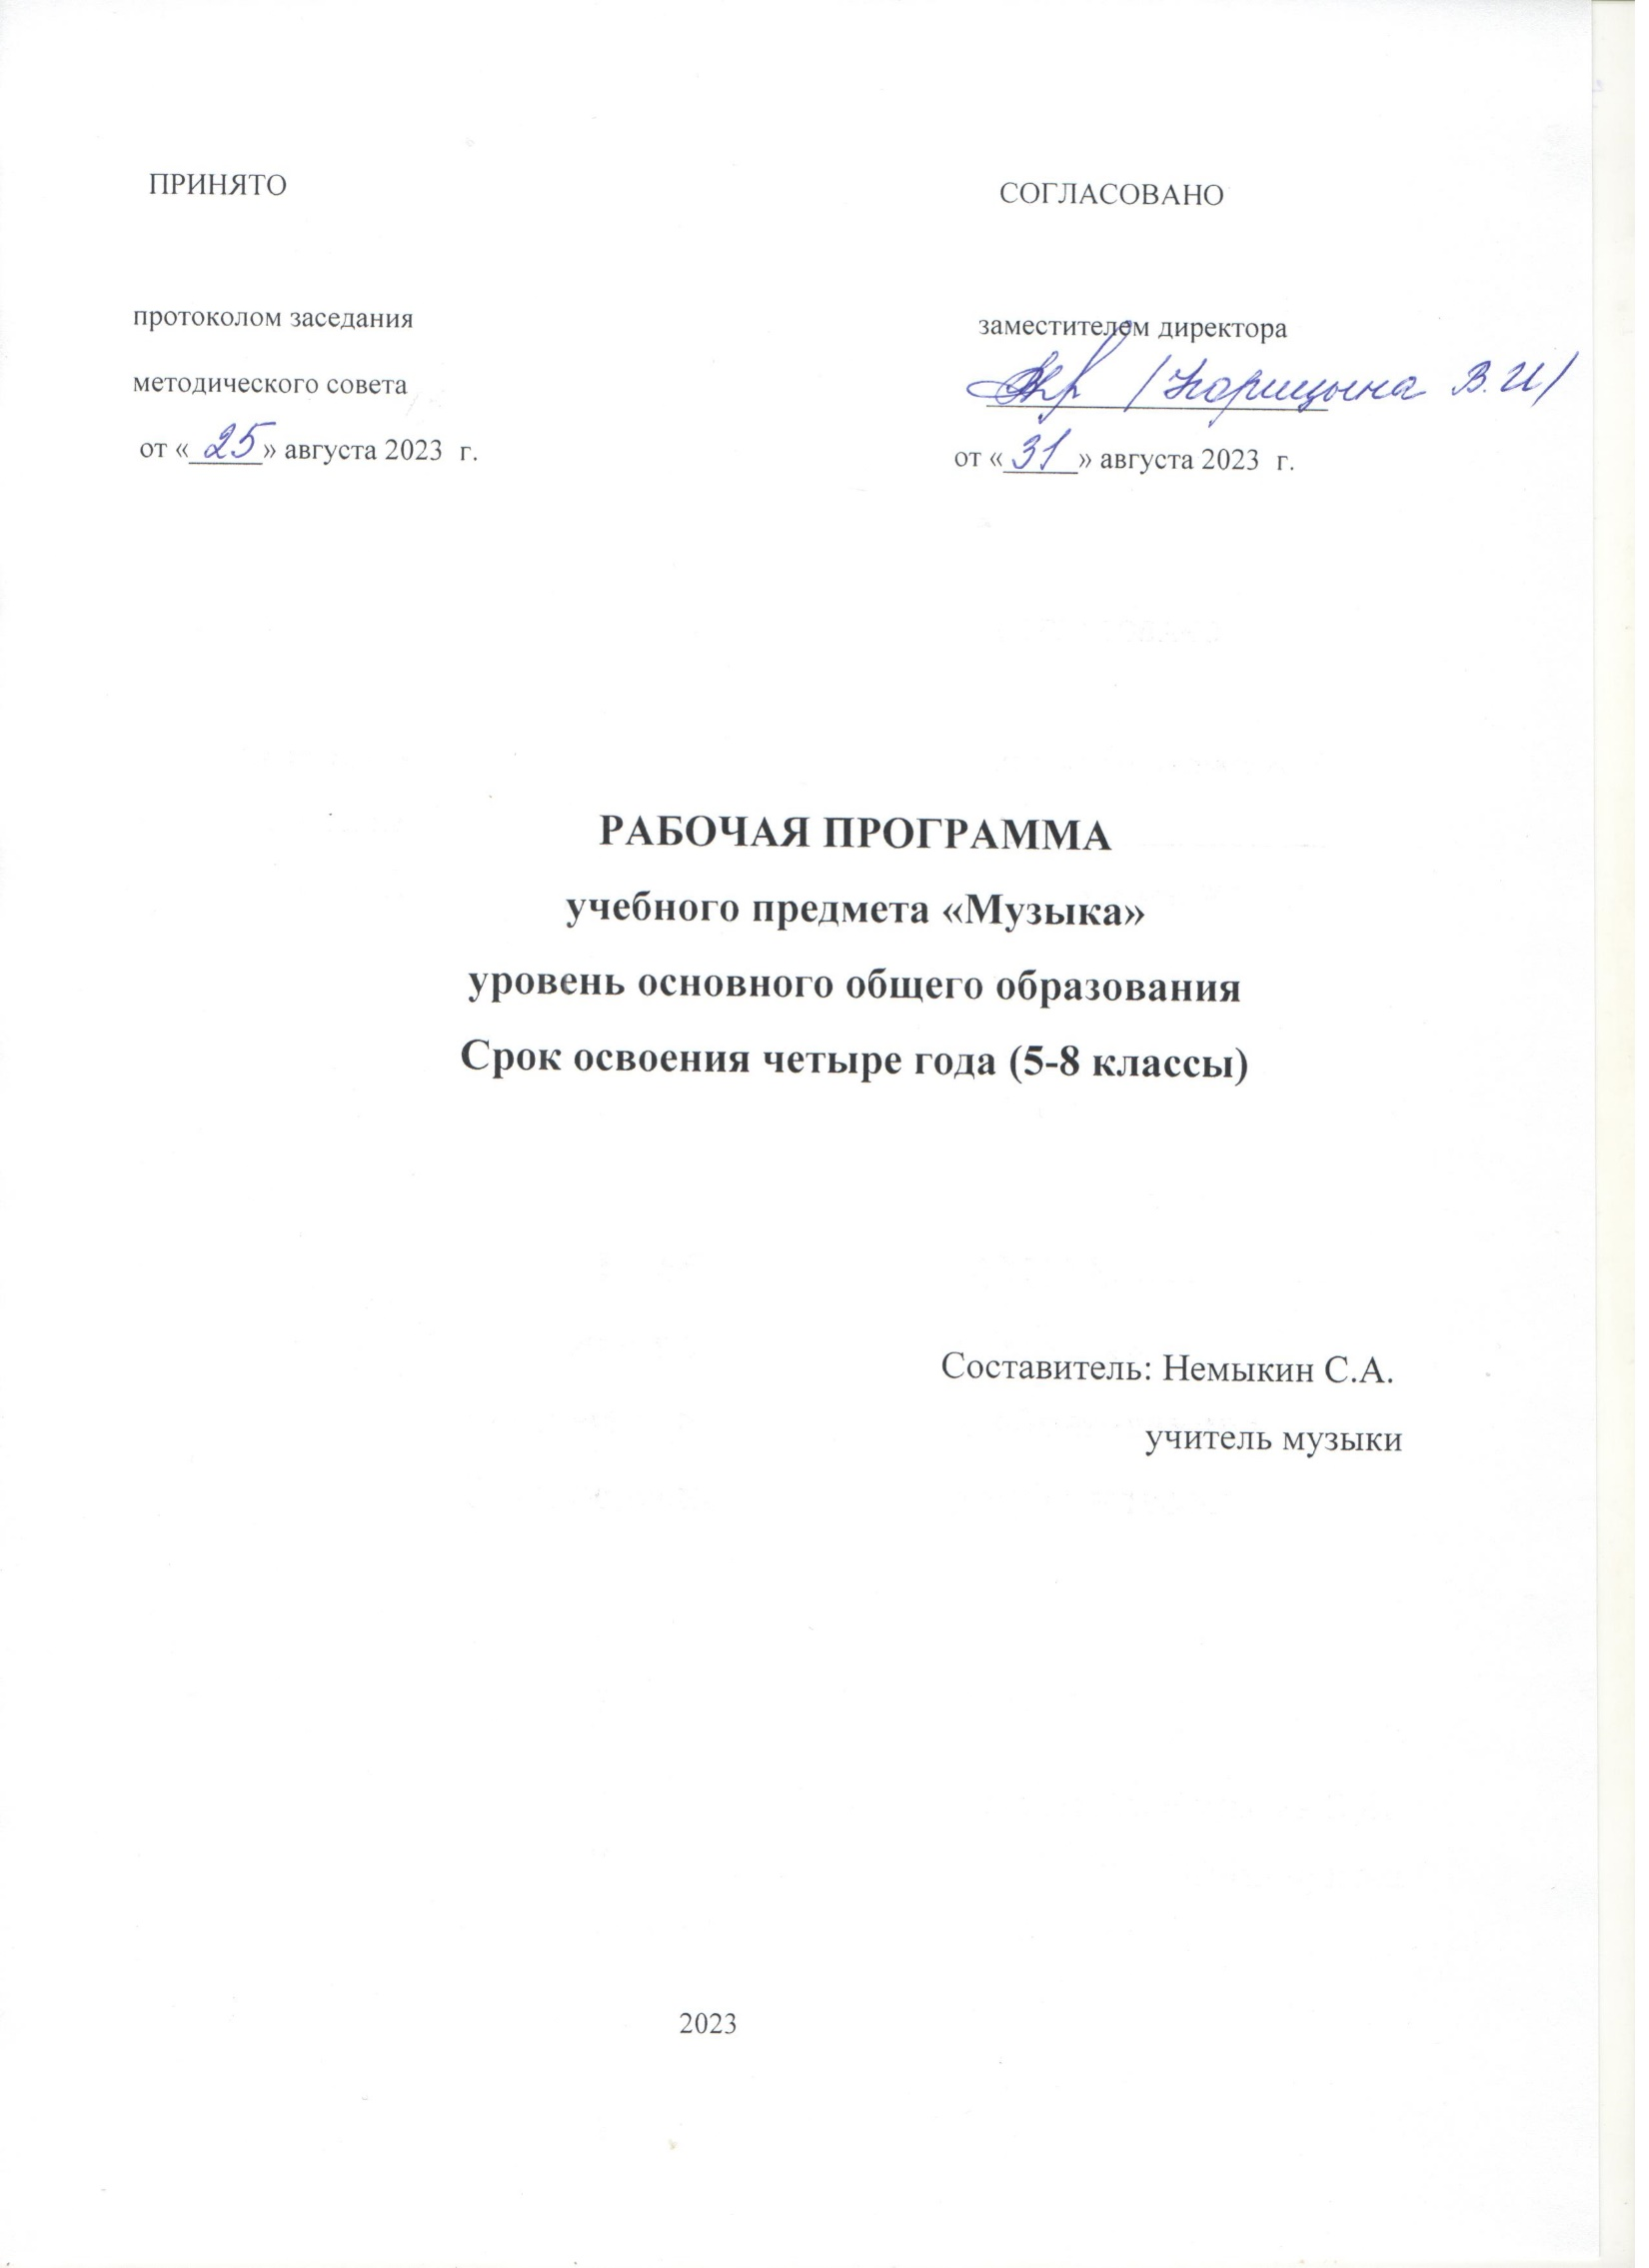 ПРИНЯТО
протоколом заседания
методического совета
от «25» августа 2023 г.
СОГЛАСОВАНО
заместителем директора
/ В.И/
от «31» августа 2023 г.
РАБОЧАЯ ПРОГРАММА
учебного предмета «Музыка»
уровень основного общего образования
Срок освоения четыре года (5-8 классы)
Составитель: Немыкин С.А.
учитель музыки
2023